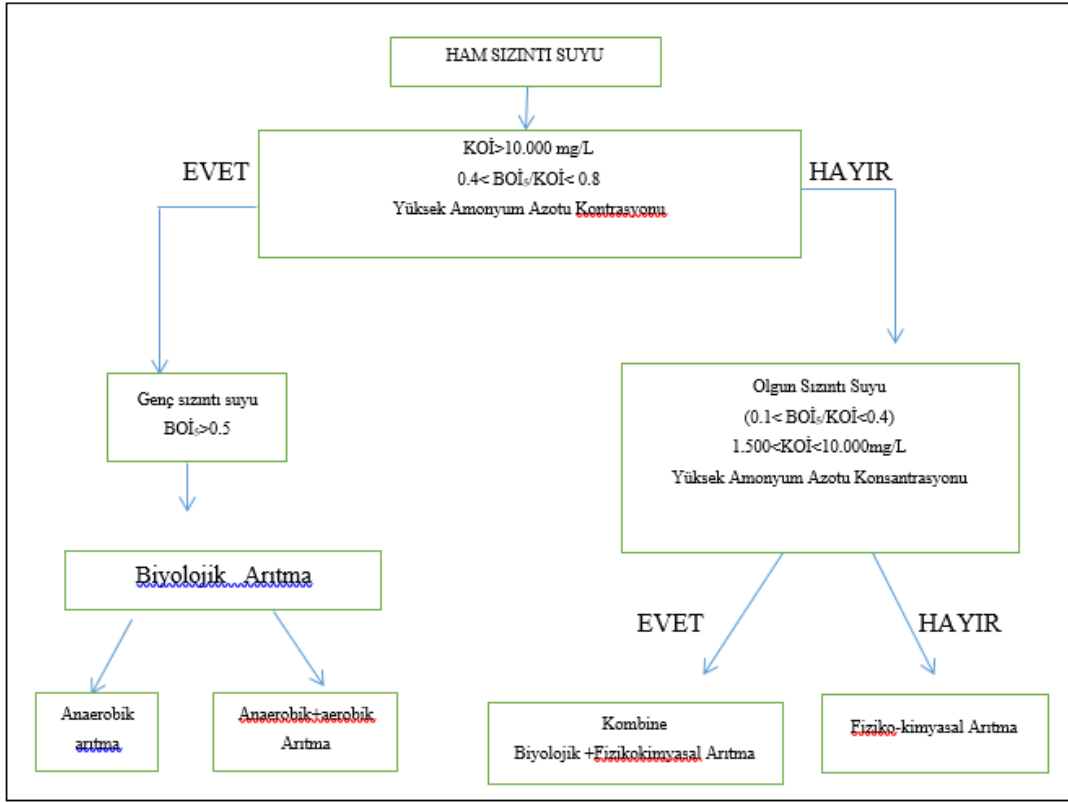 HAM SIZINTI SUYU
KOİ>10.000 mg/L
0.4< BOİ₅/KOİ< 0.8
Yüksek Amonyum Azotu Kontrasyonu
EVET
HAYIR
Genç sızıntı suyu
BOİ₅>0.5
Olgun Sızıntı Suyu
(0.1< BOİ₅/KOİ<0.4)
1.500<KOİ<10.000mg/L
Yüksek Amonyum Azotu Konsantrasyonu
Biyolojik Arıtma
EVET
HAYIR
Anaerobik
arıtma
Anaerobik+aerobik
Arıtma
Kombine
Biyolojik +Fizikokimyasal Arıtma
Fiziko-kimyasal Arıtma